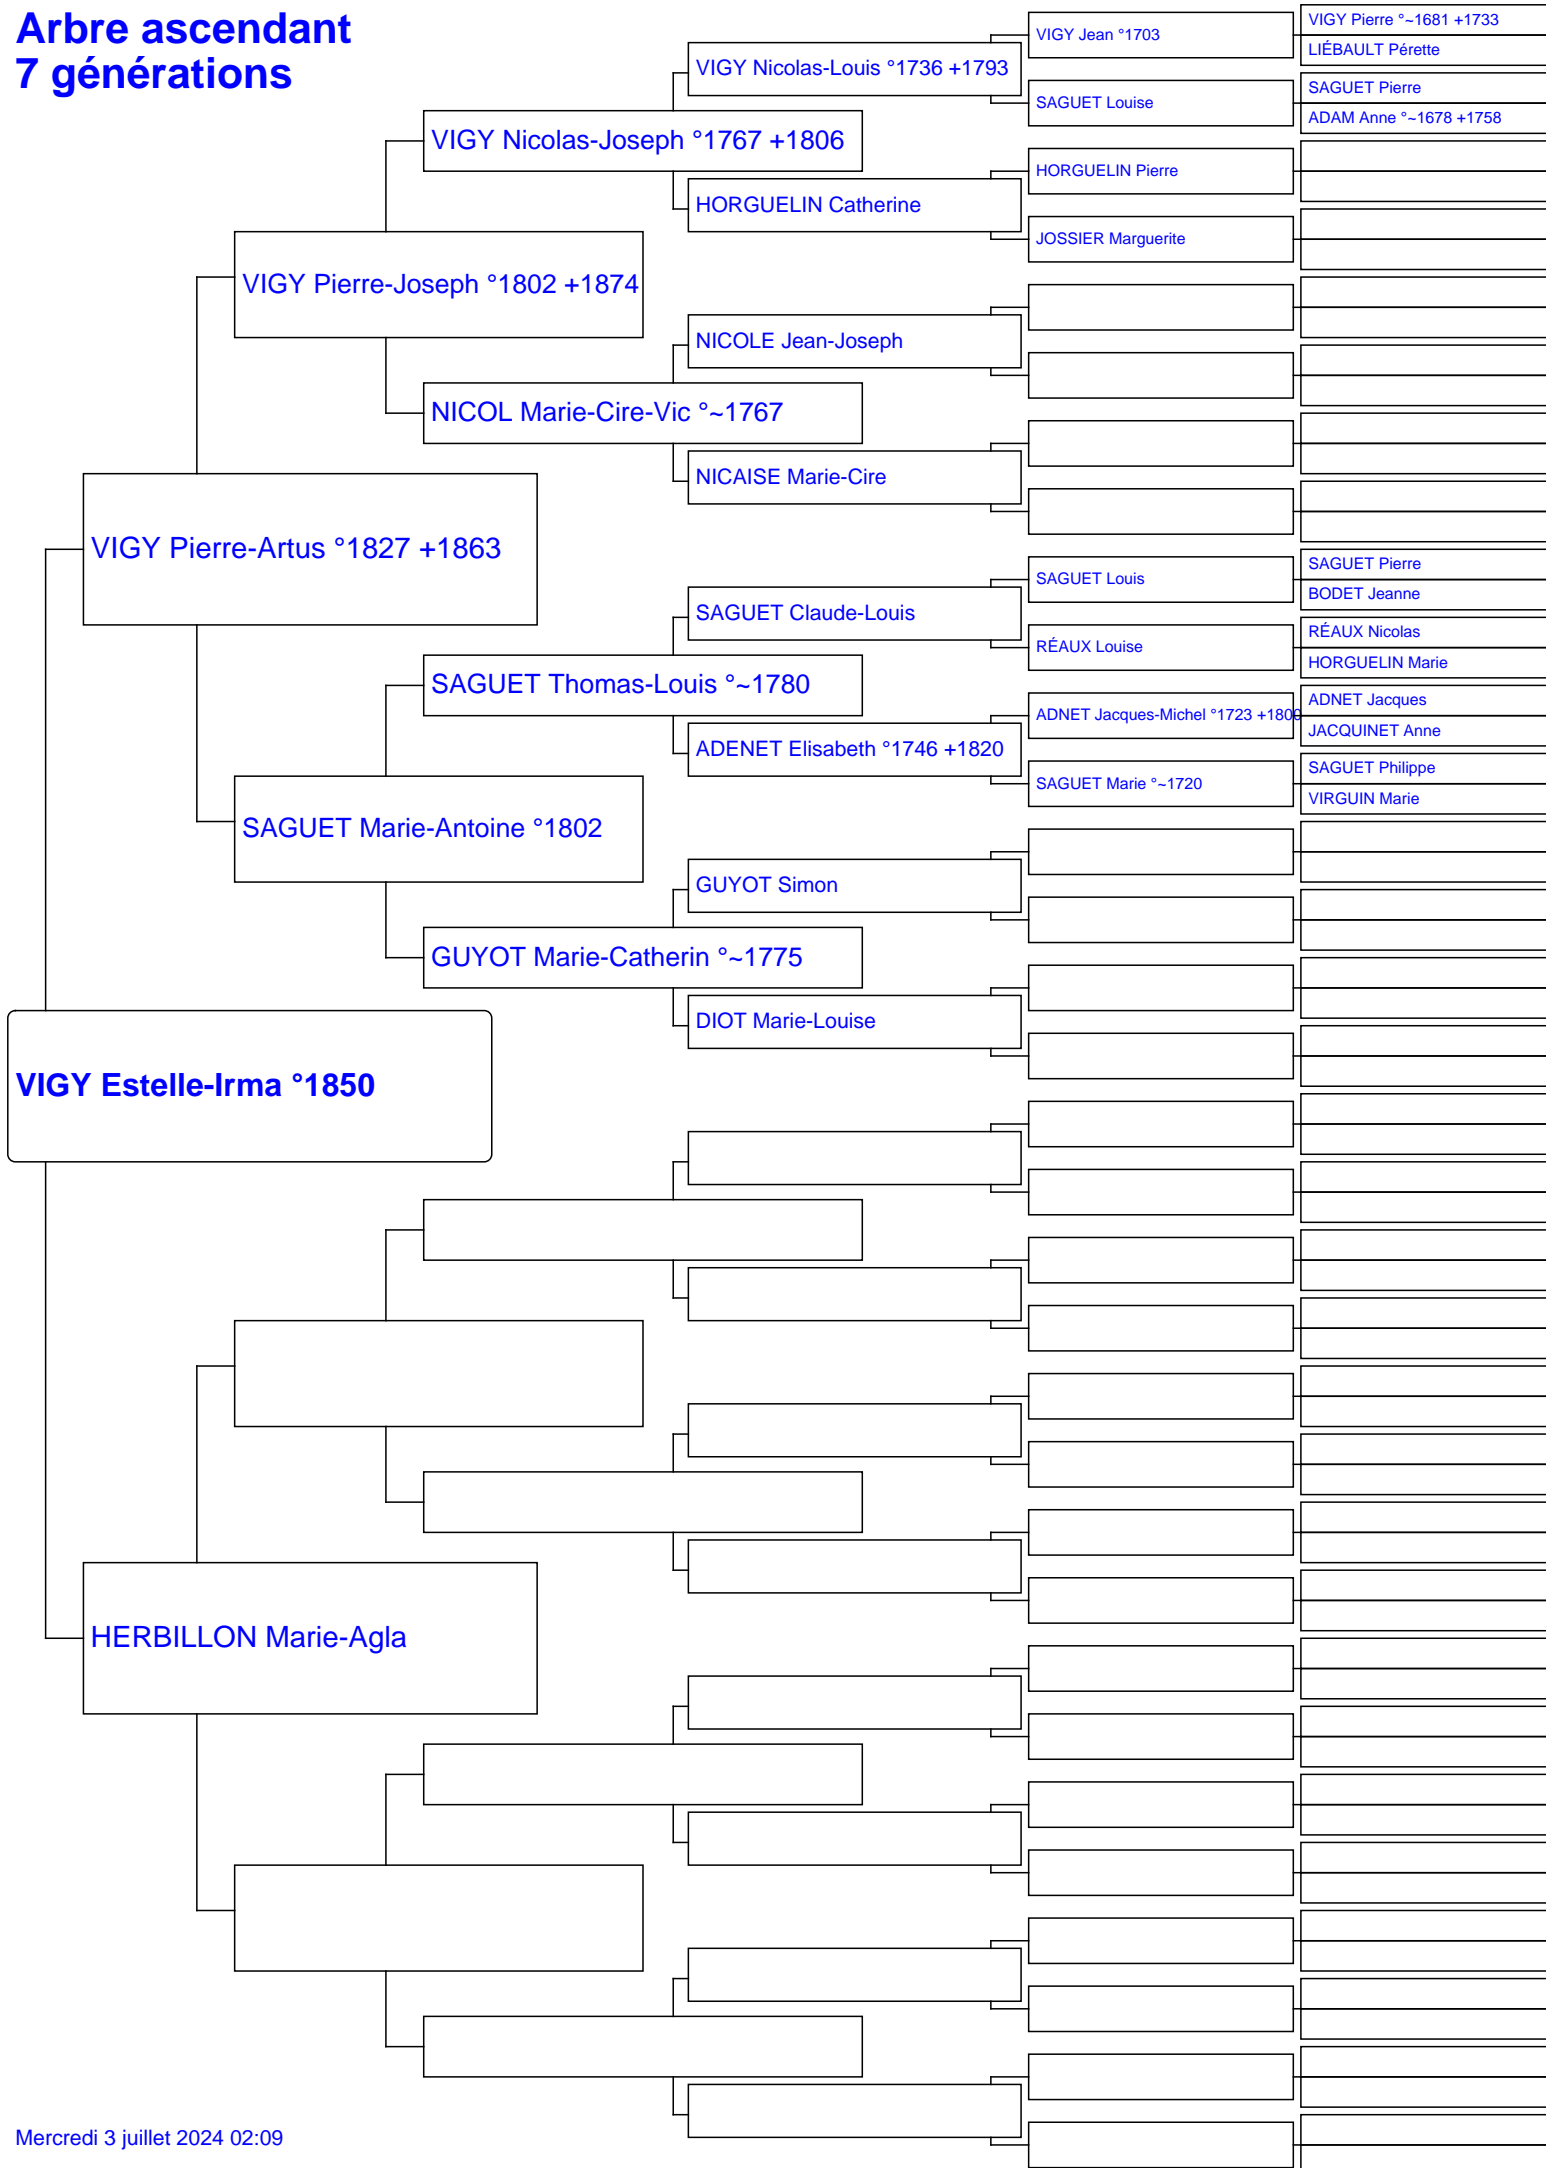 Arbre ascendant
7 générations
VIGY Estelle-Irma °1850
VIGY Pierre-Artus °1827 +1863
HERBILLON Marie-Agla
VIGY Pierre-Joseph °1802 +1874
SAGUET Marie-Antoine °1802
VIGY Nicolas-Joseph °1767 +1806
NICOL Marie-Cire-Vic °~1767
SAGUET Thomas-Louis °~1780
GUYOT Marie-Catherin °~1775
VIGY Nicolas-Louis °1736 +1793
HORGUELIN Catherine
NICOLE Jean-Joseph
NICAISE Marie-Cire
SAGUET Claude-Louis
ADENET Elisabeth °1746 +1820
GUYOT Simon
DIOT Marie-Louise
VIGY Jean °1703
SAGUET Louise
HORGUELIN Pierre
JOSSIER Marguerite
SAGUET Louis
RÉAUX Louise
ADNET Jacques-Michel °1723 +1800
SAGUET Marie °~1720
VIGY Pierre °~1681 +1733
LIÉBAULT Pérette
SAGUET Pierre
ADAM Anne °~1678 +1758
SAGUET Pierre
BODET Jeanne
RÉAUX Nicolas
HORGUELIN Marie
ADNET Jacques
JACQUINET Anne
SAGUET Philippe
VIRGUIN Marie
Mercredi 3 juillet 2024 02:09